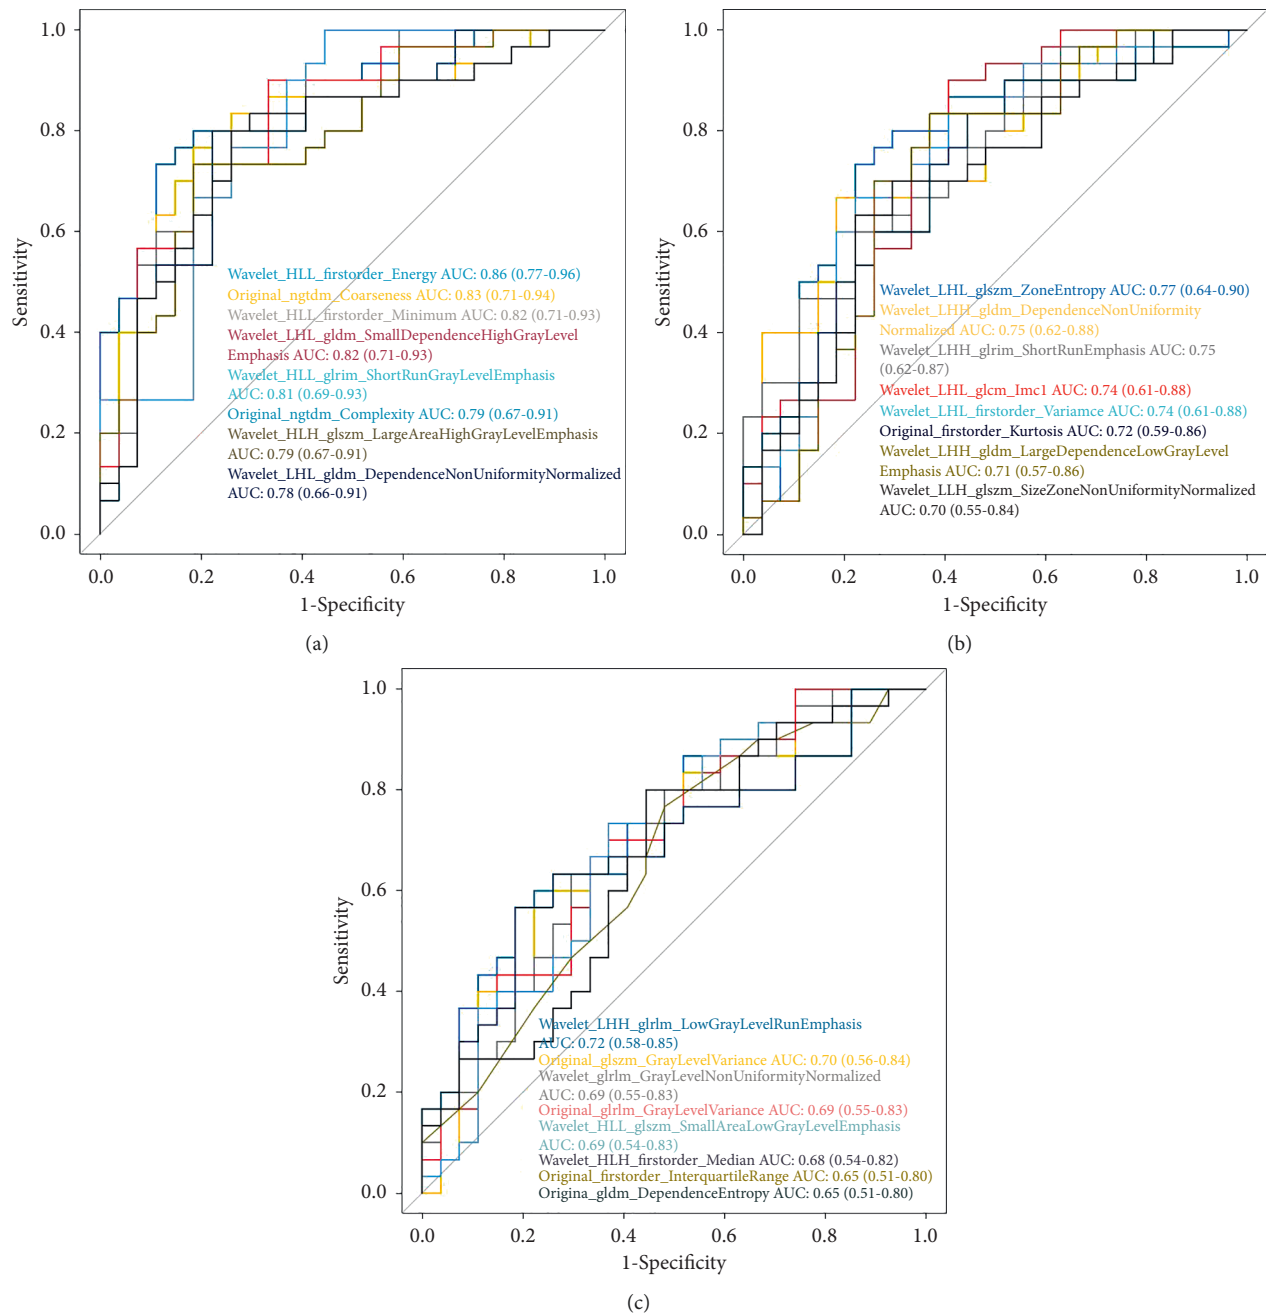 1.0
0.8
0.6
0.4
0.2
0.0
Sensitivity
Wavelet_HLL_firstorder_Energy AUC: 0.86 (0.77-0.96)
Original_ngtdm_Coarseness AUC: 0.83 (0.71-0.94)
Wavelet_HLL_firstorder_Minimum AUC: 0.82 (0.71-0.93)
Wavelet_LHL_gldm_SmallDependenceHighGrayLevel
Emphasis AUC: 0.82 (0.71-0.93)
Wavelet_HLL_glrim_ShortRunGrayLevelEmphasis
AUC: 0.81 (0.69-0.93)
Original_ngtdm_Complexity AUC: 0.79 (0.67-0.91)
Wavelet_HLH_glszm_LargeAreaHighGrayLevelEmphasis
AUC: 0.79 (0.67-0.91)
Wavelet_LHL_gldm_DependenceNonUniformityNormalized
AUC: 0.78 (0.66-0.91)
0.0 0.2 0.4 0.6 0.8 1.0
1-Specificity
(a)
1.0
0.8
0.6
0.4
0.2
0.0
Sensitivity
Wavelet_LHL_glszm_ZoneEntropy AUC: 0.77 (0.64-0.90)
Wavelet_LHH_gldm_DependenceNonUniformity
Normalized AUC: 0.75 (0.62-0.88)
Wavelet_LHH_glrim_ShortRunEmphasis AUC: 0.75
(0.62-0.87)
Wavelet_LHL_glcm_Imc1 AUC: 0.74 (0.61-0.88)
Wavelet_LHL_firstorder_Variamce AUC: 0.74 (0.61-0.88)
Original_firstorder_Kurtosis AUC: 0.72 (0.59-0.86)
Wavelet_LHH_gldm_LargeDependenceLowGrayLevel
Emphasis AUC: 0.71 (0.57-0.86)
Wavelet_LLH_glszm_SizeZoneNonUniformityNormalized
AUC: 0.70 (0.55-0.84)
0.0 0.2 0.4 0.6 0.8 1.0
1-Specificity
(b)
1.0
0.8
0.6
0.4
0.2
0.0
Sensitivity
Wavelet_LHH_glrlm_LowGrayLevelRunEmphasis
AUC: 0.72 (0.58-0.85)
Original_glszm_GrayLevelVariance AUC: 0.70 (0.56-0.84)
Wavelet_glrlm_GrayLevelNonUniformityNormalized
AUC: 0.69 (0.55-0.83)
Original_glrlm_GrayLevelVariance AUC: 0.69 (0.55-0.83)
Wavelet_HLL_glszm_SmallAreaLowGrayLevelEmphasis
AUC: 0.69 (0.54-0.83)
Wavelet_HLH_firstorder_Median AUC: 0.68 (0.54-0.82)
Original_firstorder_InterquartileRange AUC: 0.65 (0.51-0.80)
Origina_gldm_DependenceEntropy AUC: 0.65 (0.51-0.80)
0.0 0.2 0.4 0.6 0.8 1.0
1-Specificity
(c)